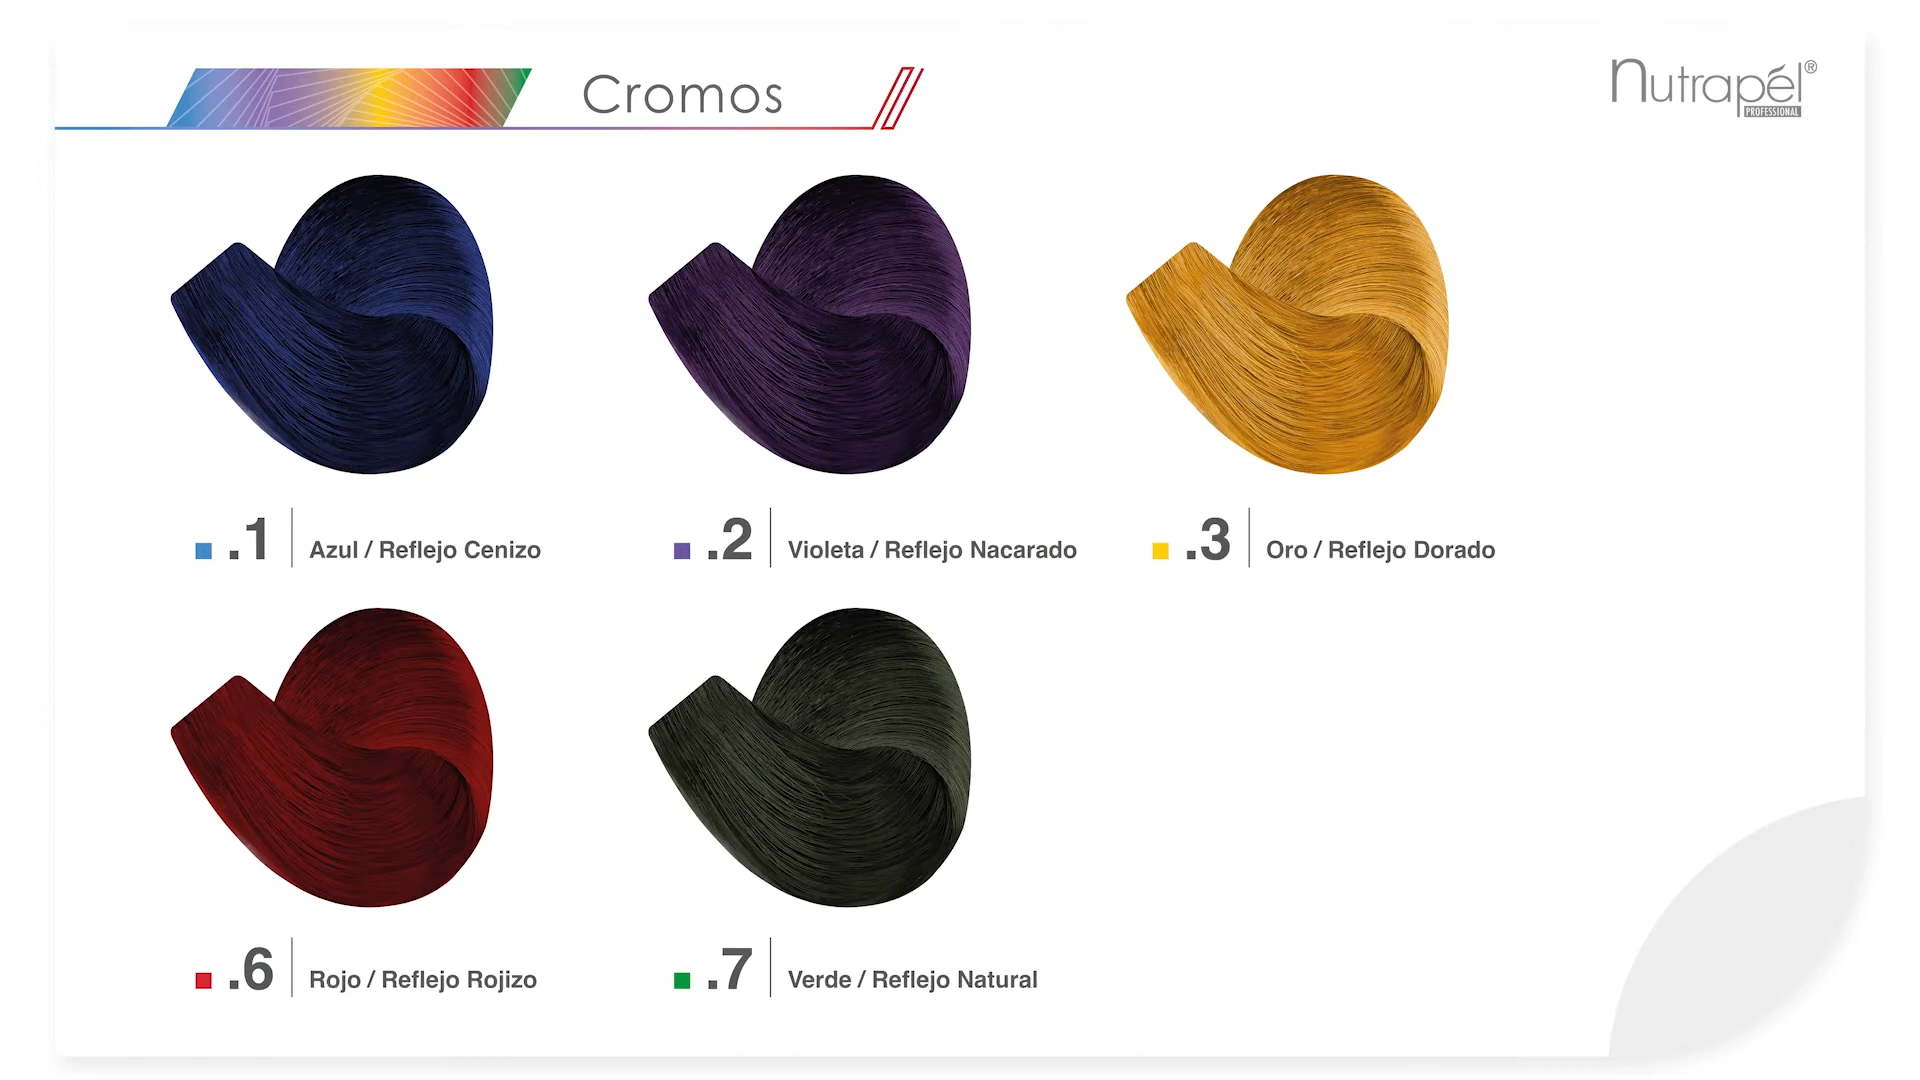 Cromos
nutrapél®
PROFESSIONAL
.1 Azul / Reflejo Cenizo
.2 Violeta / Reflejo Nacarado
.3 Oro / Reflejo Dorado
.6 Rojo / Reflejo Rojizo
.7 Verde / Reflejo Natural